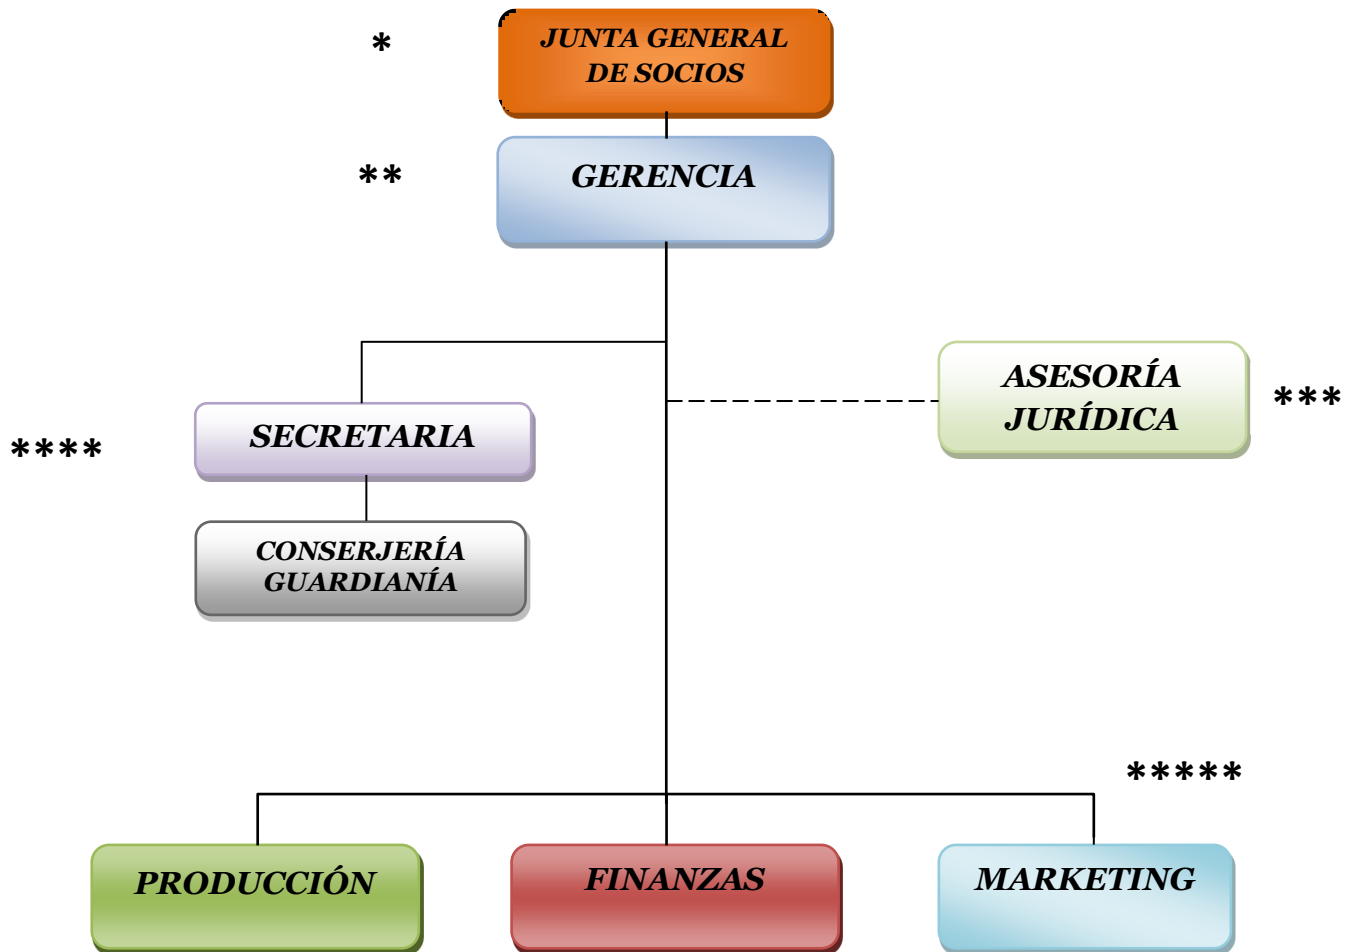 *
JUNTA GENERAL
DE SOCIOS
**
GERENCIA
ASESORÍA
JURÍDICA
***
SECRETARIA
****
CONSERJERÍA
GUARDIANÍA
*****
PRODUCCIÓN
FINANZAS
MARKETING